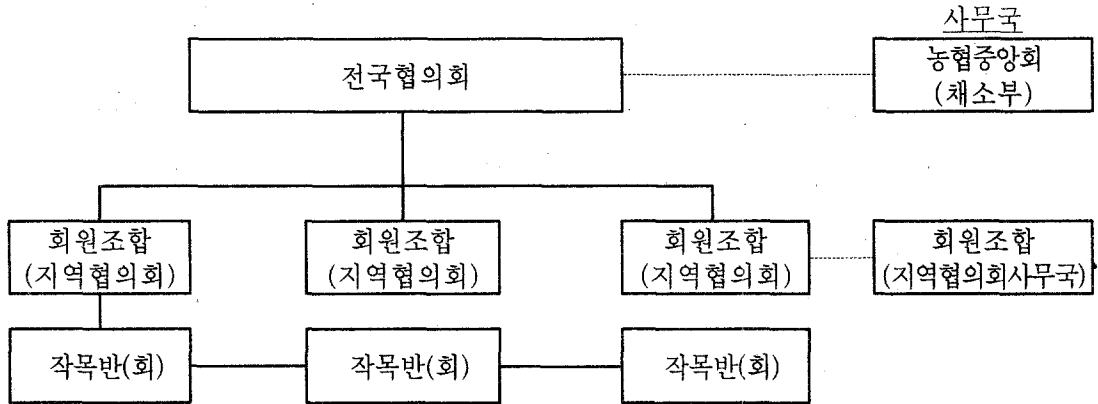 사무국
전국협의회
농협중앙회
(채소부)
회원조합
(지역협의회)
회원조합
(지역협의회)
회원조합
(지역협의회)
회원조합
(지역협의회사무국)
작목반(회)
작목반(회)
작목반(회)